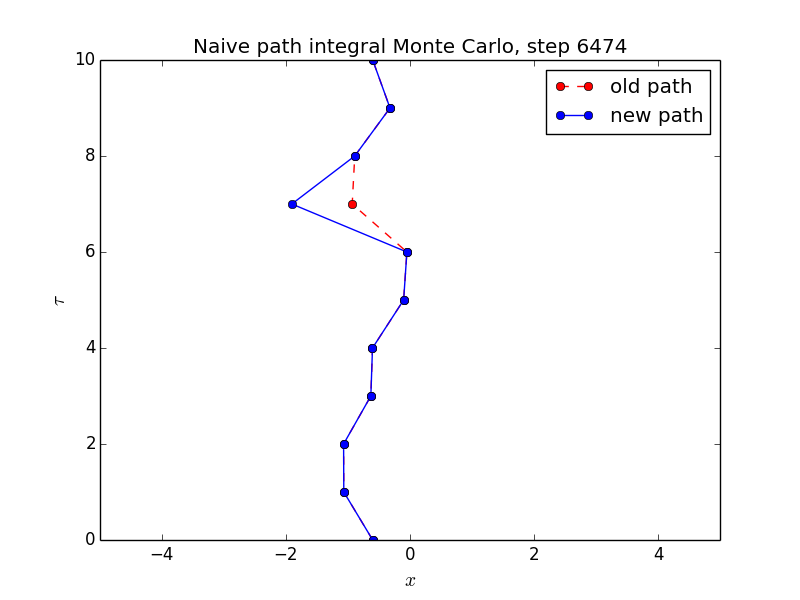 Naive path integral Monte Carlo, step 6474
10
8
6
4
2
0
τ
old path
new path
−4
−2
0
2
4
x